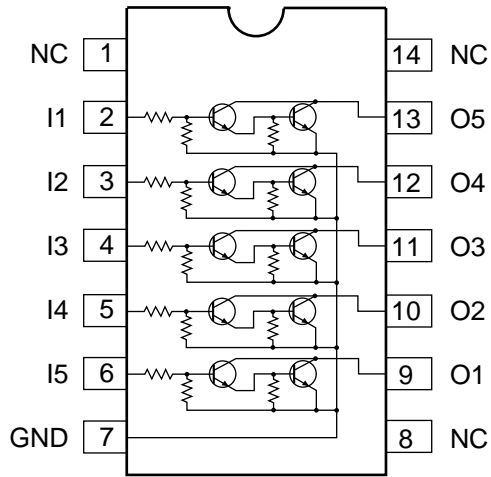 NC 1 14 NC
I1 2 13 O5
I2 3 12 O4
I3 4 11 O3
I4 5 10 O2
I5 6 9 O1
GND 7 8 NC